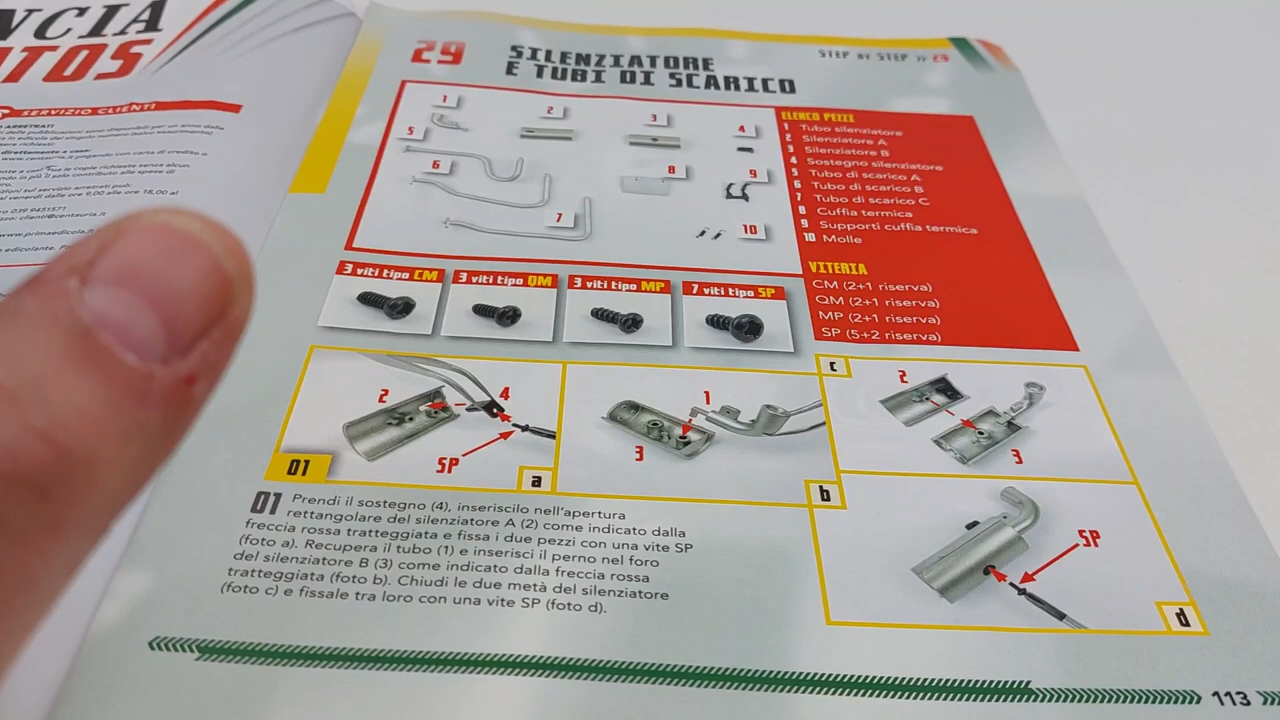 NCIA
ATOS
SERVIZIO CLIENTI
ARRETRATI
29
SILENZIATORE
E TUBI DI SCARICO
STEP BY STEP >> 29
1
2
3
4
5
6
7
8
9
10
ELENCO PEZZI
1 Tubo silenziatore
2 Silenziatore A
3 Silenziatore B
4 Sostegno silenziatore
5 Tubo di scarico A
6 Tubo di scarico B
7 Tubo di scarico C
8 Cuffia termica
9 Supporti cuffia termica
10 Molle
VITERIA
CM (2+1 riserva)
QM (2+1 riserva)
MP (2+1 riserva)
SP (5+2 riserva)
3 viti tipo CM
3 viti tipo QM
3 viti tipo MP
7 viti tipo SP
2
4
SP
01
a
1
3
b
c
2
3
SP
d
01 Prendi il sostegno (4), inseriscilo nell'apertura
rettangolare del silenziatore A (2) come indicato dalla
freccia rossa tratteggiata e fissa i due pezzi con una vite SP
(foto a). Recupera il tubo (1) e inserisci il perno nel foro
del silenziatore B (3) come indicato dalla freccia rossa
tratteggiata (foto b). Chiudi le due metà del silenziatore
(foto c) e fissale tra loro con una vite SP (foto d).
113